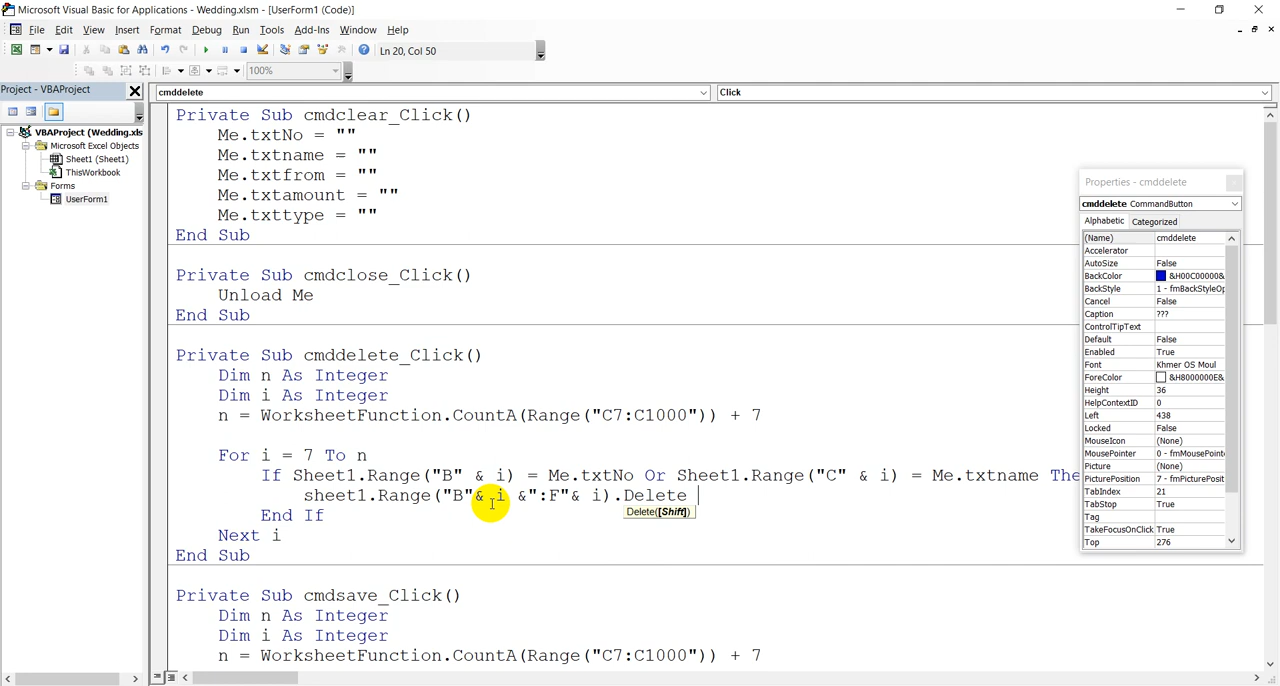 Microsoft Visual Basic for Applications - Wedding.xlsm - [UserForm1 (Code)]
File Edit View Insert Format Debug Run Tools Add-Ins Window Help
Ln 20, Col 50
100%
Project - VBAProject
cmddelete
Click
VBAProject (Wedding.xls
Microsoft Excel Objects
Sheet1 (Sheet1)
ThisWorkbook
Forms
UserForm1
Private Sub cmdclear_Click()
Me.txtNo = ""
Me.txtname = ""
Me.txtfrom = ""
Me.txtamount = ""
Me.txttype = ""
End Sub
Private Sub cmdclose_Click()
Unload Me
End Sub
Private Sub cmddelete_Click()
Dim n As Integer
Dim i As Integer
n = WorksheetFunction.CountA(Range("C7:C1000")) + 7
For i = 7 To n
If Sheet1.Range("B" & i) = Me.txtNo Or Sheet1.Range("C" & i) = Me.txtname The
sheet1.Range("B"& i &":F"& i).Delete
Delete([Shift])
End If
Next i
End Sub
Private Sub cmdsave_Click()
Dim n As Integer
Dim i As Integer
n = WorksheetFunction.CountA(Range("C7:C1000")) + 7
Properties - cmddelete
cmddelete CommandButton
Alphabetic Categorized
(Name) cmddelete
Accelerator
AutoSize False
BackColor &H00C00000&
BackStyle 1 - fmBackStyleOp
Cancel False
Caption ???
ControlTipText
Default False
Enabled True
Font Khmer OS Moul
ForeColor &H8000000E&
Height 36
HelpContextID 0
Left 438
Locked False
MouseIcon (None)
MousePointer 0 - fmMousePoint
Picture (None)
PicturePosition 7 - fmPicturePosit
TabIndex 21
TabStop True
Tag
TakeFocusOnClick True
Top 276